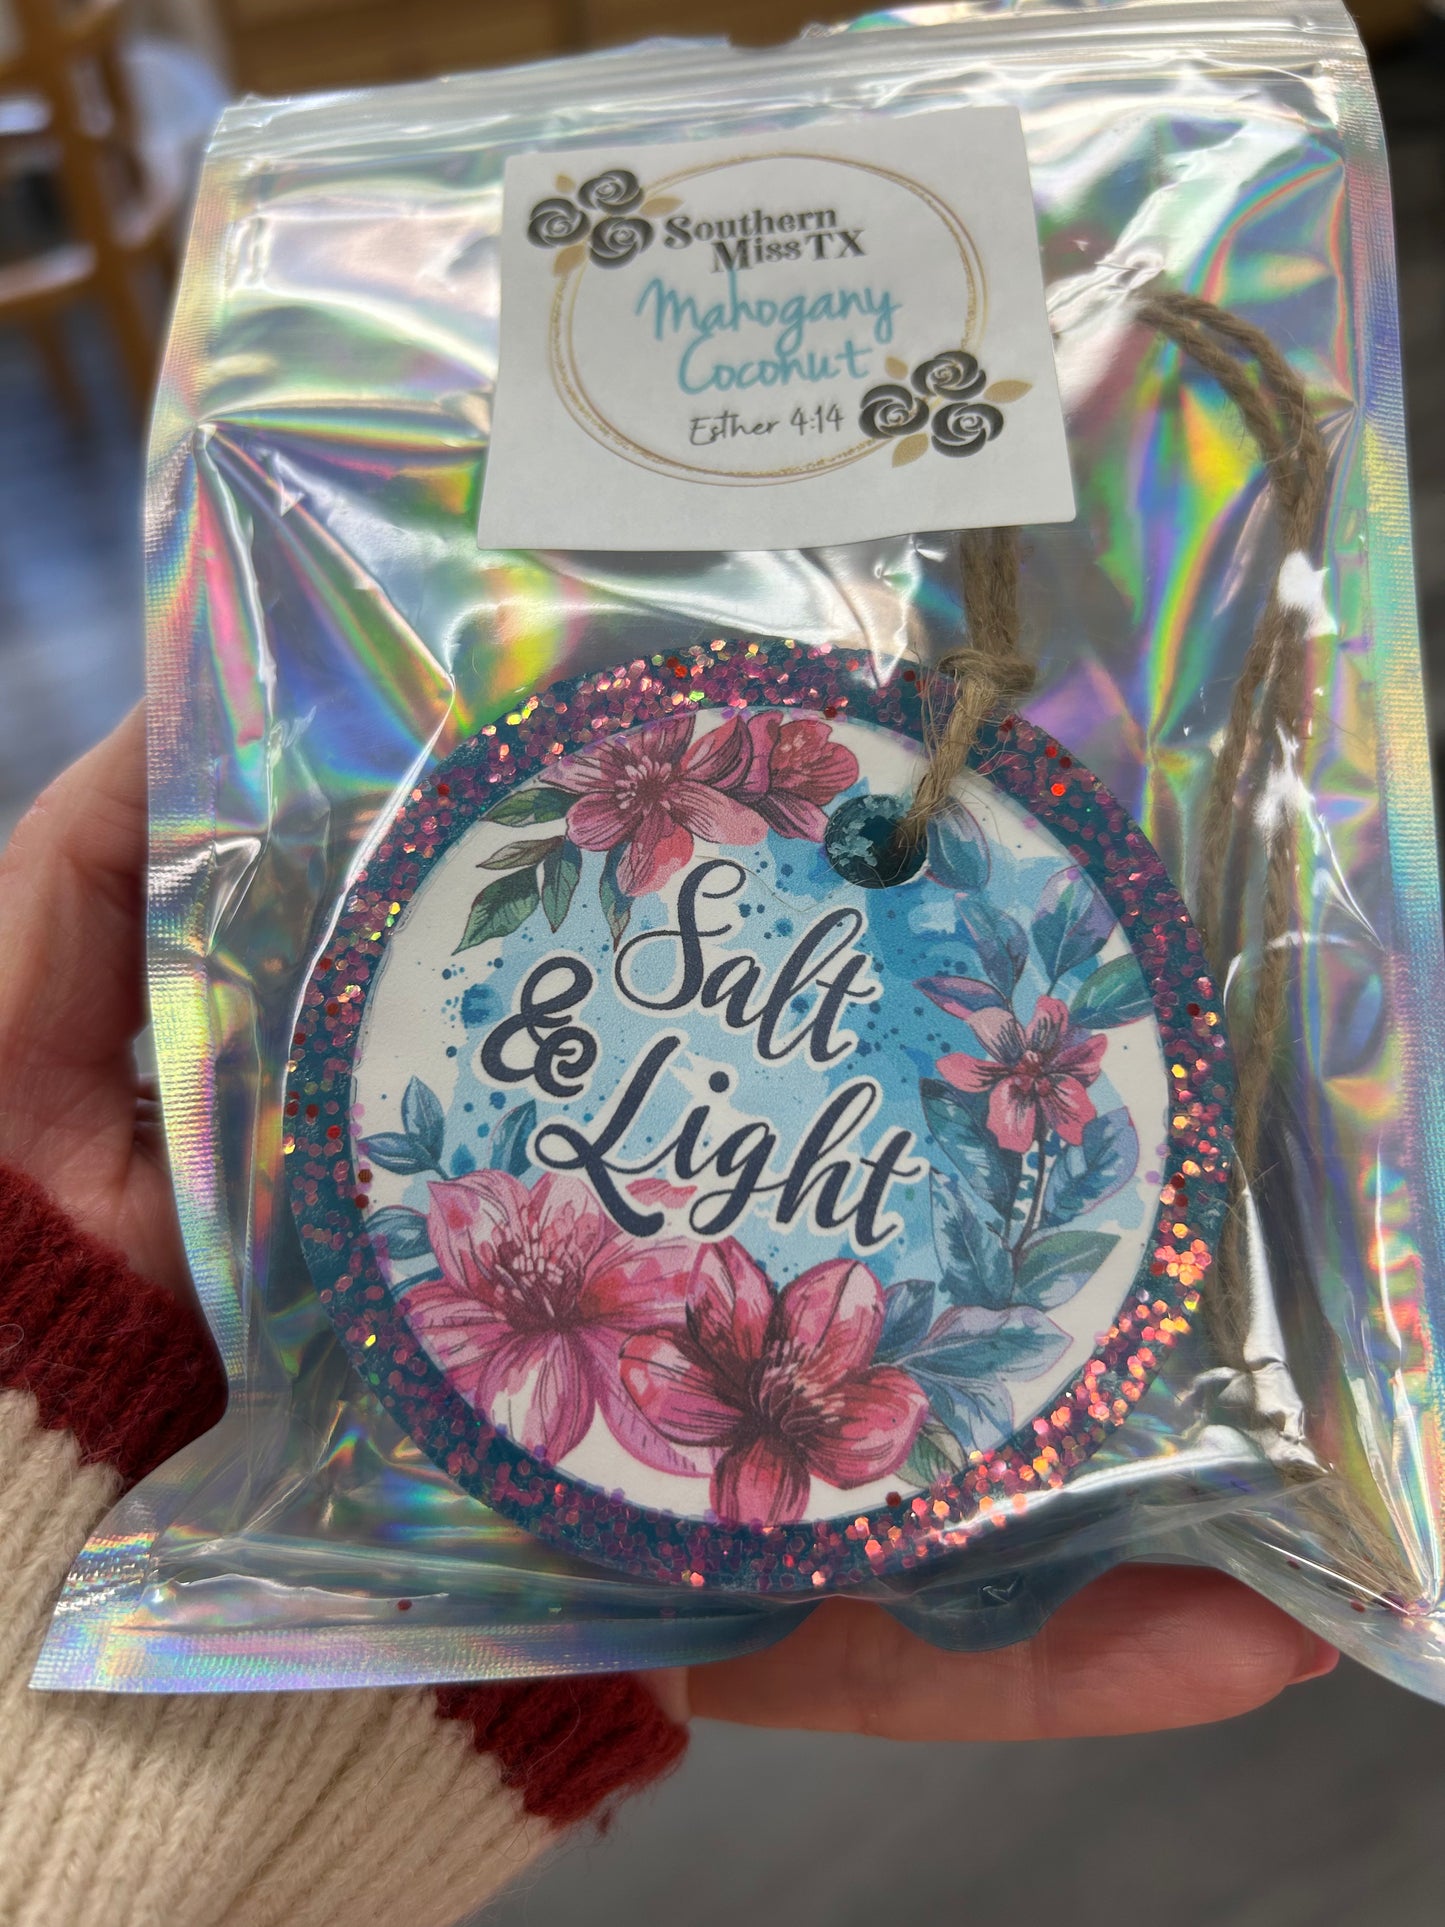 Southern
Miss TX
Mahogany
Coconut
Esther 4:14
Salt
&
Light